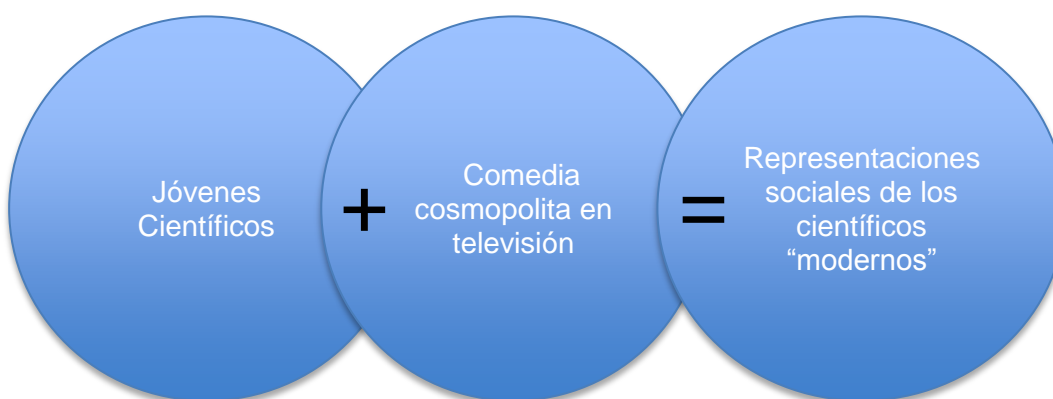 Jóvenes
Científicos
+
Comedia
cosmopolita en
televisión
=
Representaciones
sociales de los
científicos
“modernos”